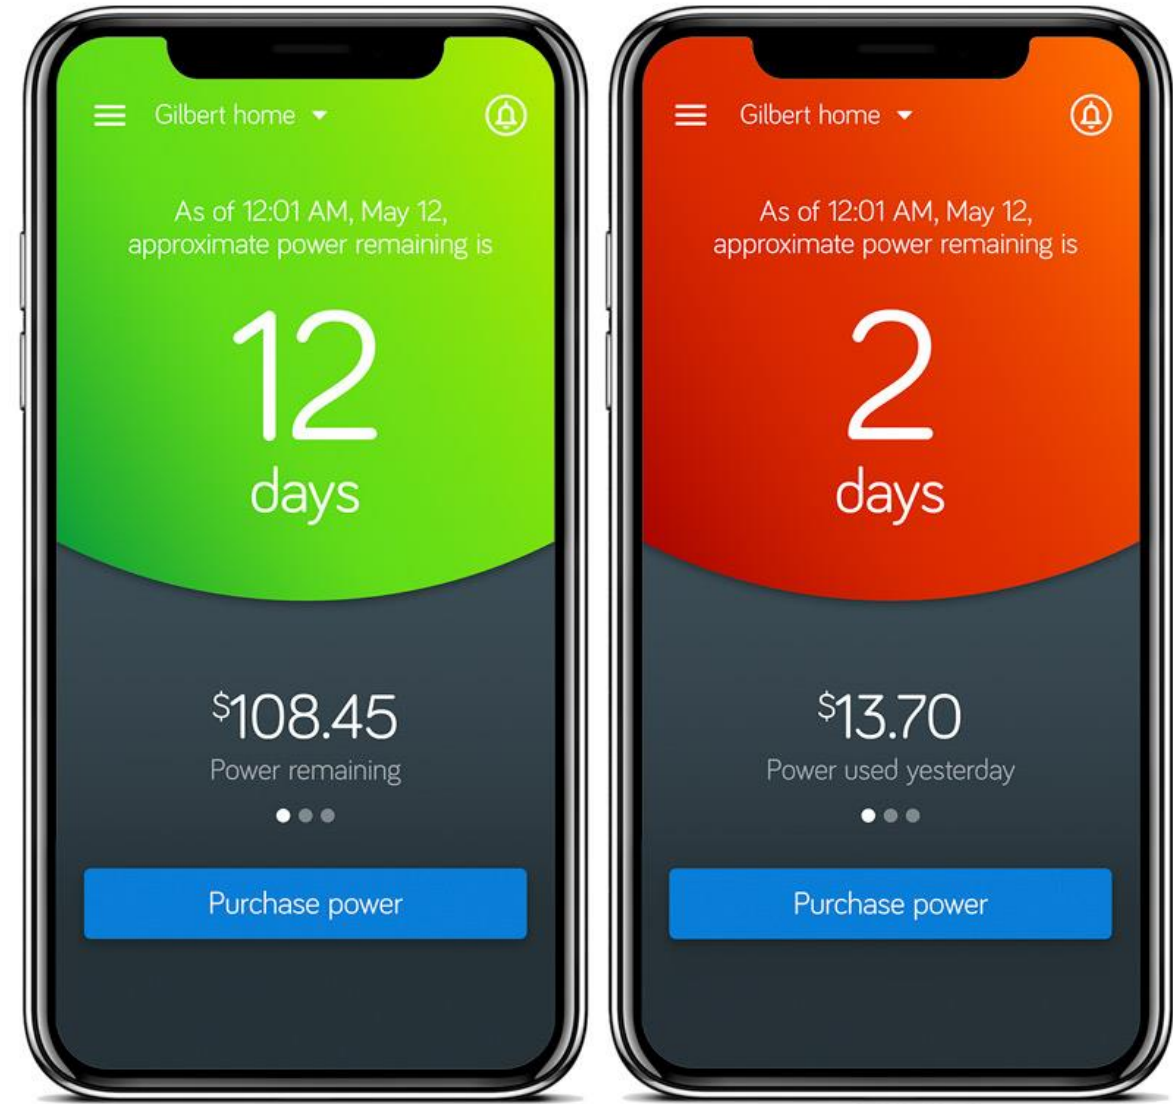 Gilbert home
As of 12:01 AM, May 12,
approximate power remaining is
12
days
$108.45
Power remaining
Purchase power
Gilbert home
As of 12:01 AM, May 12,
approximate power remaining is
2
days
$13.70
Power used yesterday
Purchase power